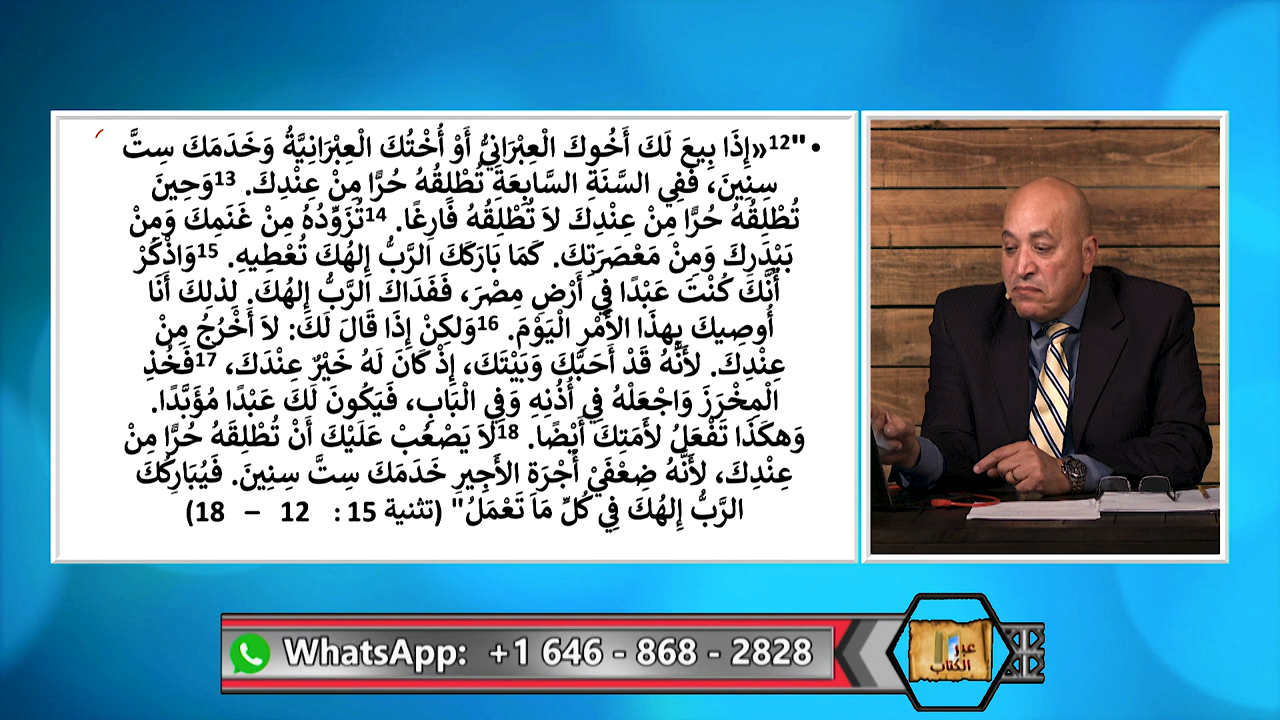 • "12«إِذَا بِيعَ لَكَ أَخُوكَ الْعِبْرَانِيُّ أَوْ أُخْتُكَ الْعِبْرَانِيَّةُ وَخَدَمَكَ سِتَّ
سِنِينَ، فَفِي السَّنَةِ السَّابِعَةِ تُطْلِقُهُ حُرًّا مِنْ عِنْدِكَ. 13وَحِينَ
تُطْلِقُهُ حُرًّا مِنْ عِنْدِكَ لاَ تُطْلِقُهُ فَارِغًا. 14تُزَوِّدُهُ مِنْ غَنَمِكَ وَمِنْ
بَيْدَرِكَ وَمِنْ مَعْصَرَتِكَ. كَمَا بَارَكَكَ الرَّبُّ إِلهُكَ تُعْطِيهِ. 15وَاذْكُرْ
أَنَّكَ كُنْتَ عَبْدًا فِي أَرْضِ مِصْرَ، فَفَدَاكَ الرَّبُّ إِلهُكَ. لِذلِكَ أَنَا
أُوصِيكَ بِهذَا الأَمْرِ الْيَوْمَ. 16وَلكِنْ إِذَا قَالَ لَكَ: لاَ أَخْرُجُ مِنْ
عِنْدِكَ. لأَنَّهُ قَدْ أَحَبَّكَ وَبَيْتَكَ، إِذْ كَانَ لَهُ خَيْرٌ عِنْدَكَ، 17فَخُذِ
الْمِخْرَزَ وَاجْعَلْهُ فِي أُذُنِهِ وَفِي الْبَابِ، فَيَكُونَ لَكَ عَبْدًا مُؤَبَّدًا.
وَهكَذَا تَفْعَلُ لأَمَتِكَ أَيْضًا. 18لاَ يَصْعُبْ عَلَيْكَ أَنْ تُطْلِقَهُ حُرًّا مِنْ
عِنْدِكَ، لأَنَّهُ ضِعْفَيْ أُجْرَةِ الأَجِيرِ خَدَمَكَ سِتَّ سِنِينَ. فَيُبَارِكُكَ
الرَّبُّ إِلهُكَ فِي كُلِّ مَا تَعْمَلُ" (تثنية 15 : 12 – 18)
WhatsApp: +1 646 - 868 - 2828
عبر
الكتاب